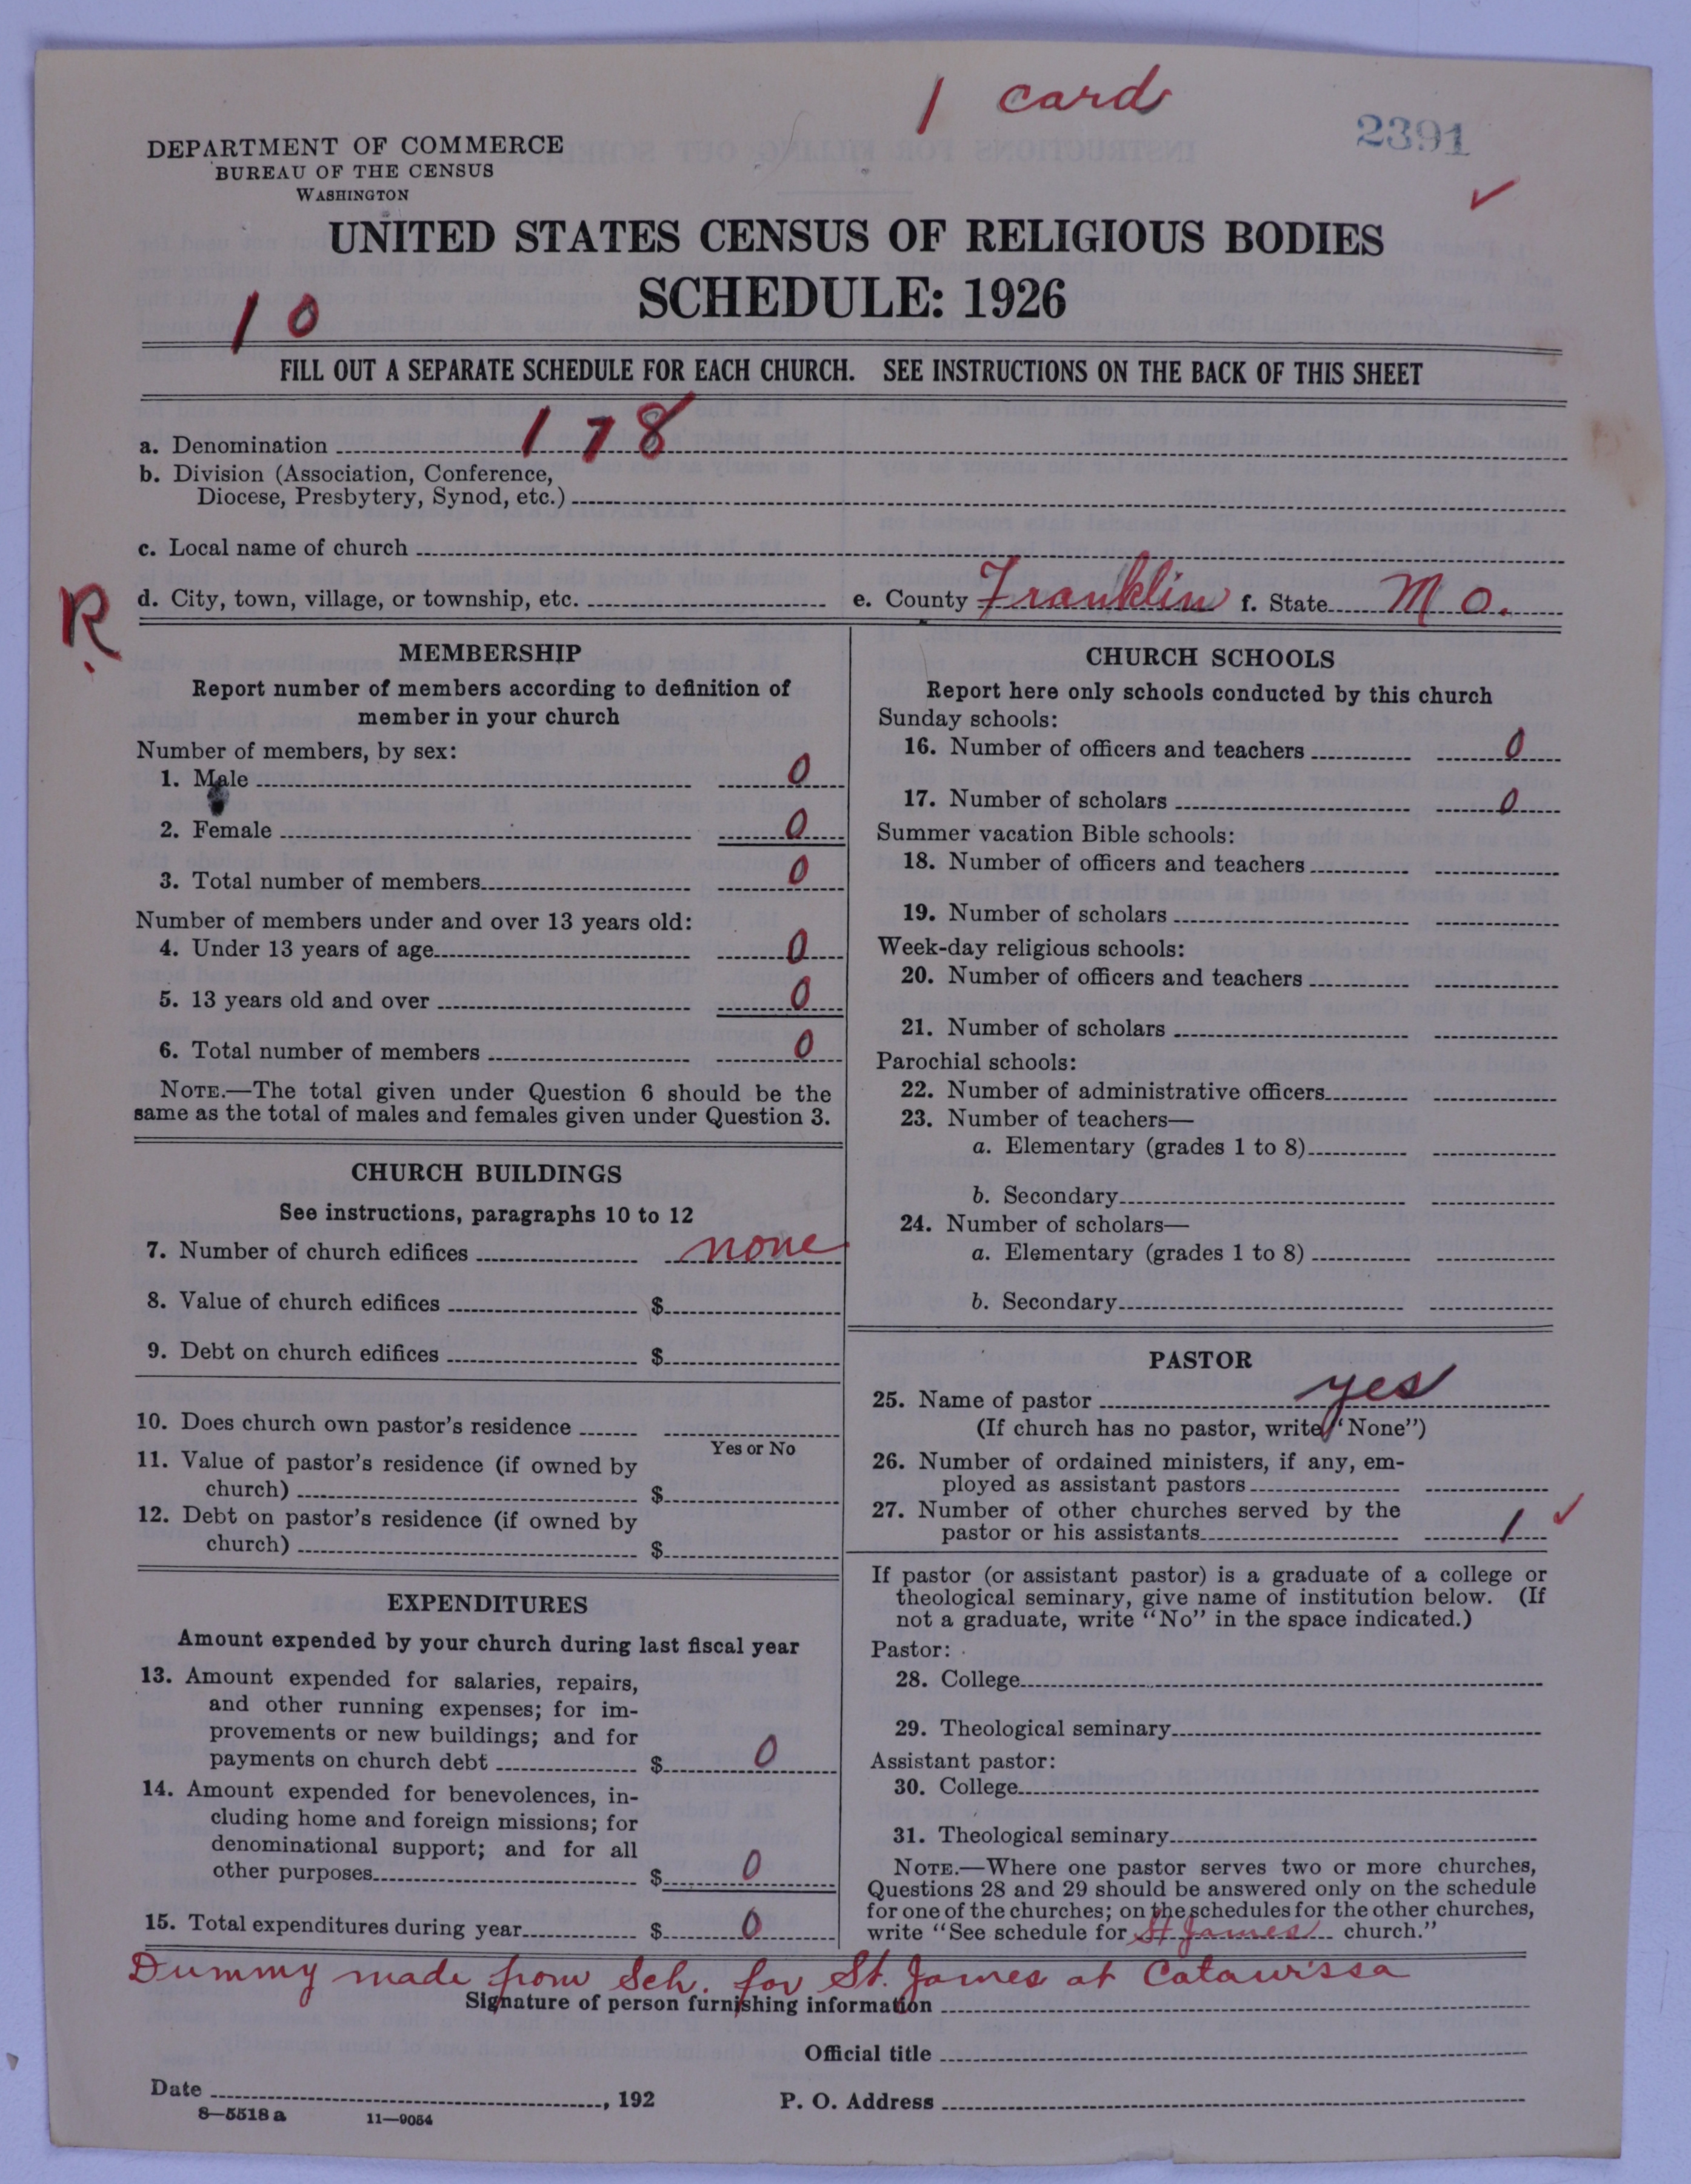 1 card
2391
DEPARTMENT OF COMMERCE
BUREAU OF THE CENSUS
WASHINGTON
UNITED STATES CENSUS OF RELIGIOUS BODIES
SCHEDULE: 1926
10
FILL OUT A SEPARATE SCHEDULE FOR EACH CHURCH. SEE INSTRUCTIONS ON THE BACK OF THIS SHEET
a. Denomination 178
b. Division (Association, Conference,
Diocese, Presbytery, Synod, etc.)
c. Local name of church
R
d. City, town, village, or township, etc. e. County Franklin f. State Mo.
MEMBERSHIP
Report number of members according to definition of
member in your church
Number of members, by sex:
1. Male 0
2. Female 0
3. Total number of members 0
Number of members under and over 13 years old:
4. Under 13 years of age 0
5. 13 years old and over 0
6. Total number of members 0
NOTE.—The total given under Question 6 should be the
same as the total of males and females given under Question 3.
CHURCH BUILDINGS
See instructions, paragraphs 10 to 12
7. Number of church edifices none
8. Value of church edifices $
9. Debt on church edifices $
10. Does church own pastor's residence
Yes or No
11. Value of pastor's residence (if owned by
church) $
12. Debt on pastor's residence (if owned by
church) $
EXPENDITURES
Amount expended by your church during last fiscal year
13. Amount expended for salaries, repairs,
and other running expenses; for im-
provements or new buildings; and for
payments on church debt $ 0
14. Amount expended for benevolences, in-
cluding home and foreign missions; for
denominational support; and for all
other purposes $ 0
15. Total expenditures during year $ 0
CHURCH SCHOOLS
Report here only schools conducted by this church
Sunday schools:
16. Number of officers and teachers 0
17. Number of scholars 0
Summer vacation Bible schools:
18. Number of officers and teachers
19. Number of scholars
Week-day religious schools:
20. Number of officers and teachers
21. Number of scholars
Parochial schools:
22. Number of administrative officers
23. Number of teachers—
a. Elementary (grades 1 to 8)
b. Secondary
24. Number of scholars—
a. Elementary (grades 1 to 8)
b. Secondary
PASTOR
25. Name of pastor yes
(If church has no pastor, write "None")
26. Number of ordained ministers, if any, em-
ployed as assistant pastors
27. Number of other churches served by the
pastor or his assistants 1
If pastor (or assistant pastor) is a graduate of a college or
theological seminary, give name of institution below. (If
not a graduate, write "No" in the space indicated.)
Pastor:
28. College
29. Theological seminary
Assistant pastor:
30. College
31. Theological seminary
NOTE.—Where one pastor serves two or more churches,
Questions 28 and 29 should be answered only on the schedule
for one of the churches; on the schedules for the other churches,
write "See schedule for St James church."
Dummy made from Sch. for St. James at Catawissa
Signature of person furnishing information
Official title
Date , 192 P. O. Address
8—5518 a 11—9054